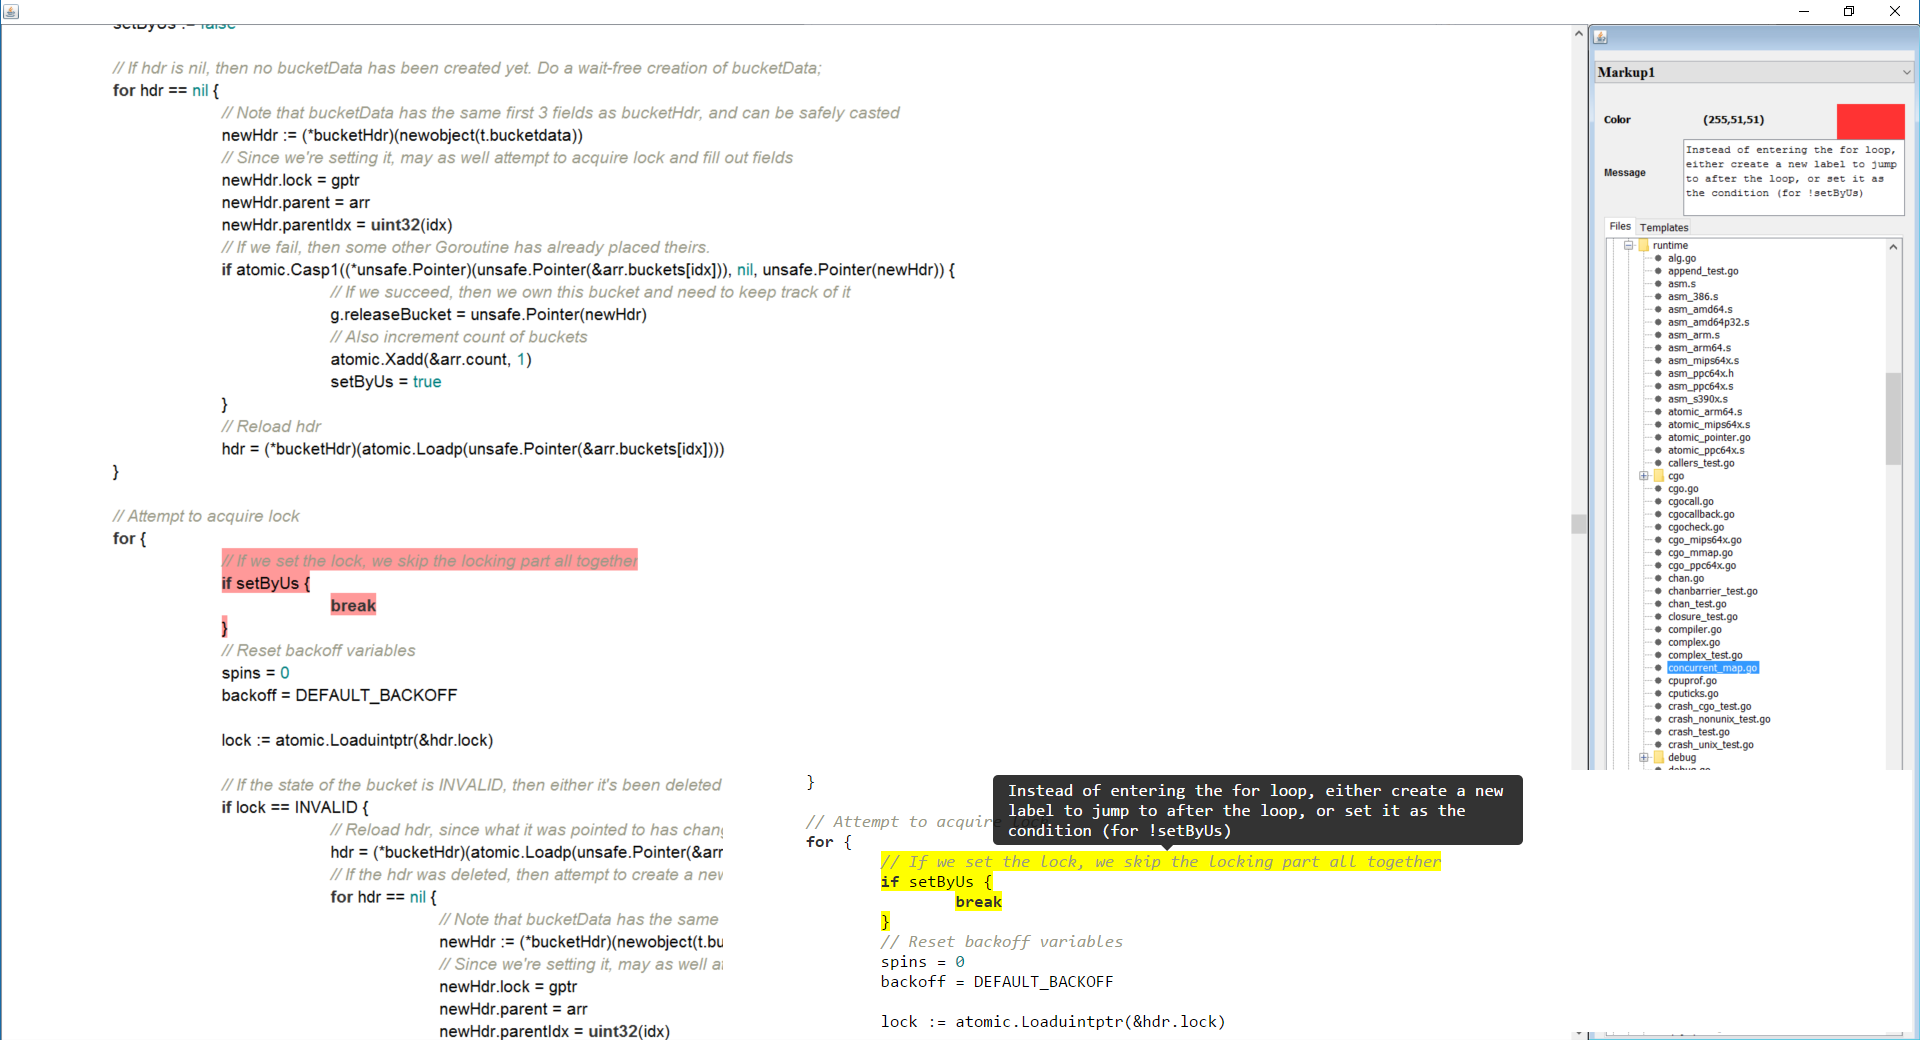 setByUs := false
// If hdr is nil, then no bucketData has been created yet. Do a wait-free creation of bucketData;
for hdr == nil {
// Note that bucketData has the same first 3 fields as bucketHdr, and can be safely casted
newHdr := (*bucketHdr)(newobject(t.bucketdata))
// Since we're setting it, may as well attempt to acquire lock and fill out fields
newHdr.lock = gptr
newHdr.parent = arr
newHdr.parentIdx = uint32(idx)
// If we fail, then some other Goroutine has already placed theirs.
if atomic.Casp1((*unsafe.Pointer)(unsafe.Pointer(&arr.buckets[idx])), nil, unsafe.Pointer(newHdr)) {
// If we succeed, then we own this bucket and need to keep track of it
g.releaseBucket = unsafe.Pointer(newHdr)
// Also increment count of buckets
atomic.Xadd(&arr.count, 1)
setByUs = true
}
// Reload hdr
hdr = (*bucketHdr)(atomic.Loadp(unsafe.Pointer(&arr.buckets[idx])))
}
// Attempt to acquire lock
for {
// If we set the lock, we skip the locking part all together
if setByUs {
break
}
// Reset backoff variables
spins = 0
backoff = DEFAULT_BACKOFF
lock := atomic.Loaduintptr(&hdr.lock)
// If the state of the bucket is INVALID, then either it's been deleted
if lock == INVALID {
// Reload hdr, since what it was pointed to has chang
hdr = (*bucketHdr)(atomic.Loadp(unsafe.Pointer(&arr
// If the hdr was deleted, then attempt to create a new
for hdr == nil {
// Note that bucketData has the same
newHdr := (*bucketHdr)(newobject(t.bu
// Since we're setting it, may as well a
newHdr.lock = gptr
newHdr.parent = arr
newHdr.parentIdx = uint32(idx)
}
Instead of entering the for loop, either create a new
label to jump to after the loop, or set it as the
condition (for !setByUs)
// Attempt to acquire
for {
// If we set the lock, we skip the locking part all together
if setByUs {
break
}
// Reset backoff variables
spins = 0
backoff = DEFAULT_BACKOFF
lock := atomic.Loaduintptr(&hdr.lock)
Markup1
Color (255,51,51)
Message
Instead of entering the for loop,
either create a new label to jump
to after the loop, or set it as
the condition (for !setByUs)
Files Templates
runtime
alg.go
append_test.go
asm.s
asm_386.s
asm_amd64.s
asm_amd64p32.s
asm_arm.s
asm_arm64.s
asm_mips64x.s
asm_ppc64x.h
asm_ppc64x.s
asm_s390x.s
atomic_arm64.s
atomic_mips64x.s
atomic_pointer.go
atomic_ppc64x.s
callers_test.go
cgo
cgo.go
cgocall.go
cgocallback.go
cgocheck.go
cgo_mips64x.go
cgo_mmap.go
cgo_ppc64x.go
chan.go
chanbarrier_test.go
chan_test.go
closure_test.go
compiler.go
complex.go
complex_test.go
concurrent_map.go
cpuprof.go
cputicks.go
crash_cgo_test.go
crash_nonunix_test.go
crash_test.go
crash_unix_test.go
debug